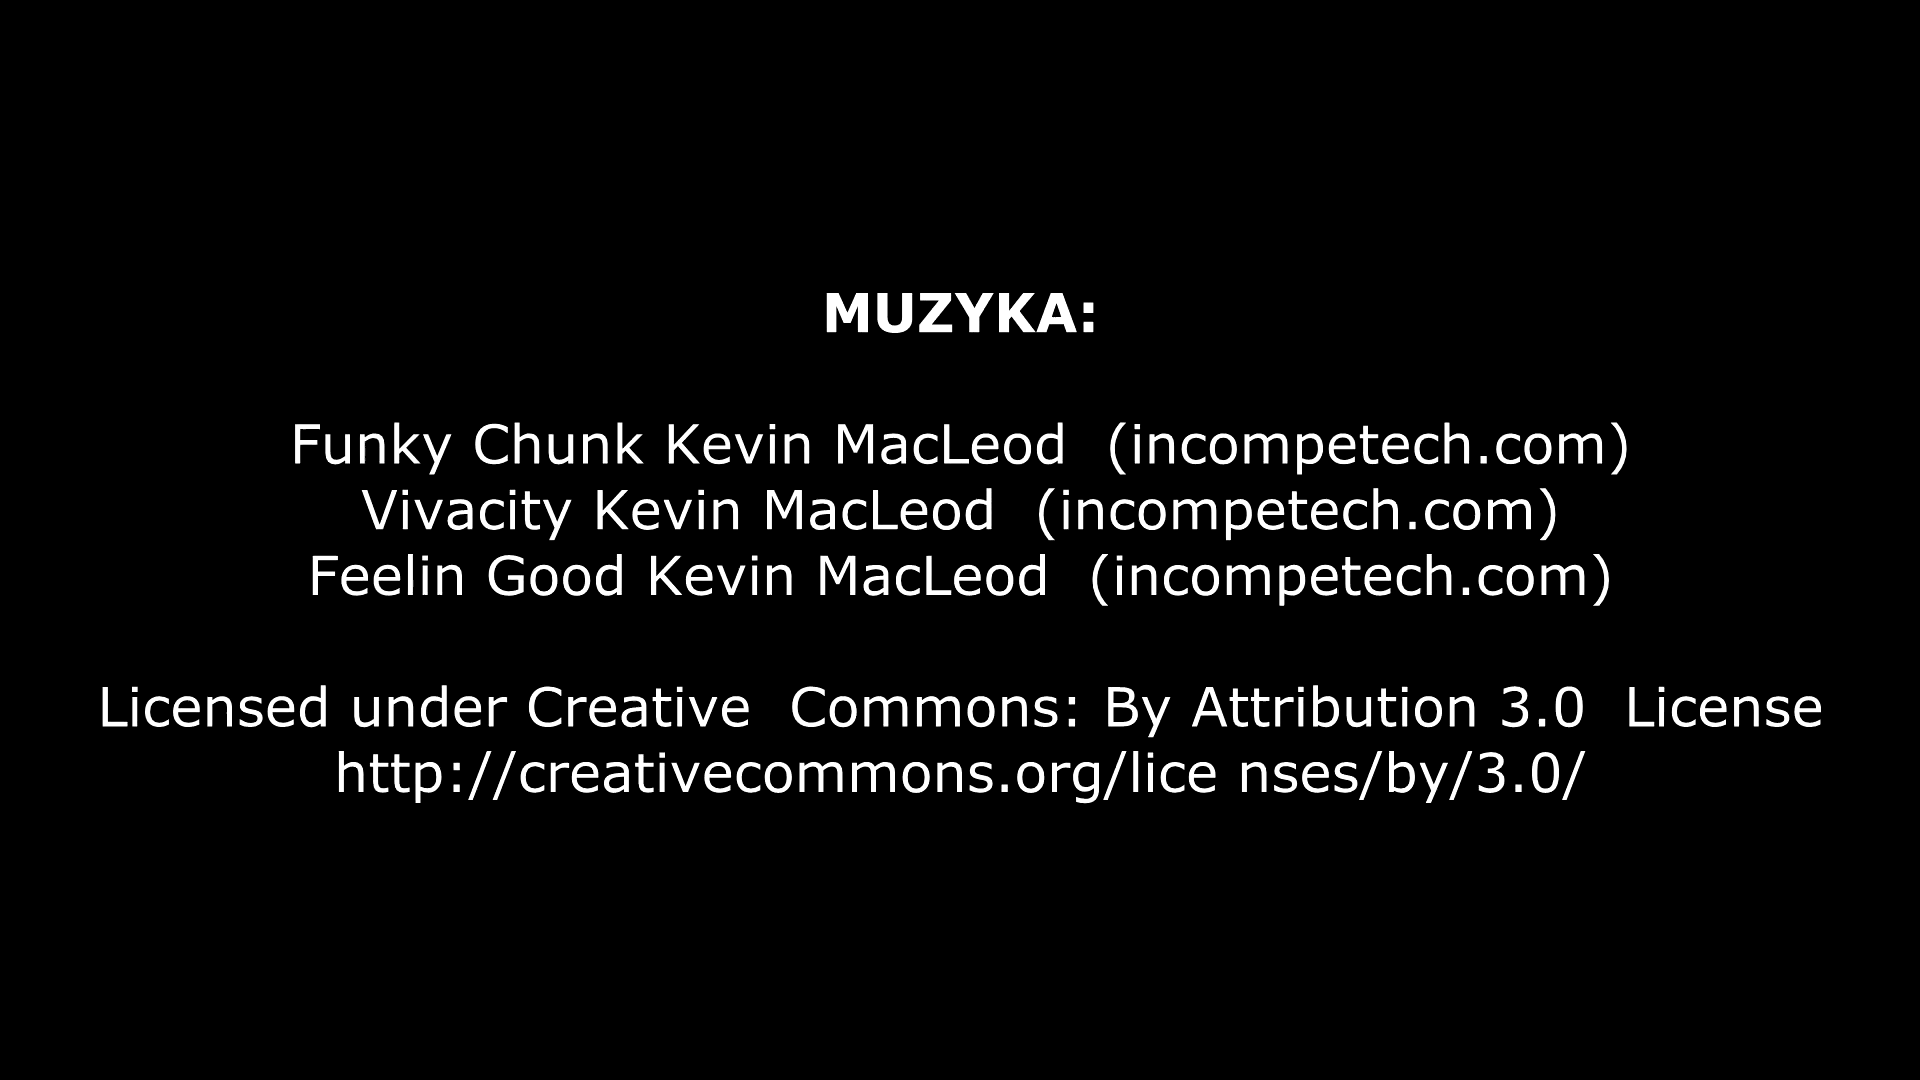 MUZYKA:
Funky Chunk Kevin MacLeod  (incompetech.com)
Vivacity Kevin MacLeod  (incompetech.com)
Feelin Good Kevin MacLeod  (incompetech.com)
Licensed under Creative  Commons: By Attribution 3.0  License
http://creativecommons.org/lice nses/by/3.0/